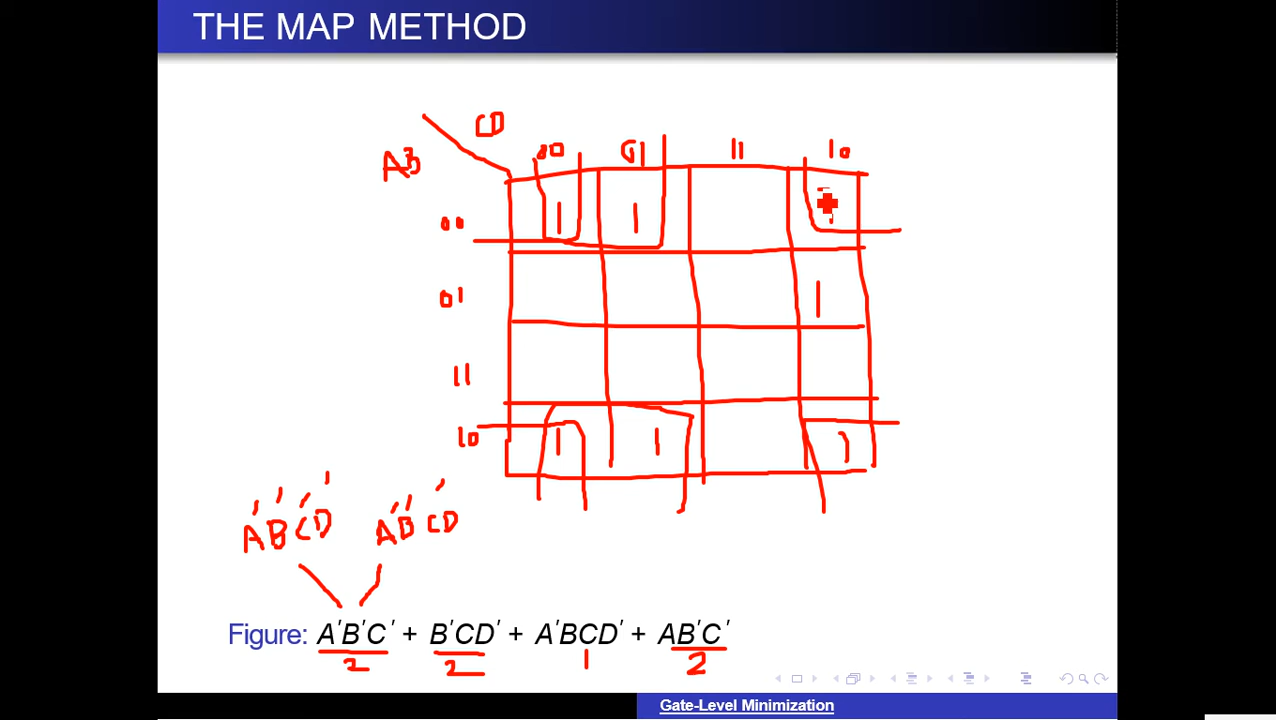 THE MAP METHOD
CD
AB
00 01 11 10
00 1 1
01 1
11
10 1 1 1
A'B'C'D' A'B'C D'
Figure: A′B′C′ + B′CD′ + A′BCD′ + AB′C′
2 2 1 2
Gate-Level Minimization